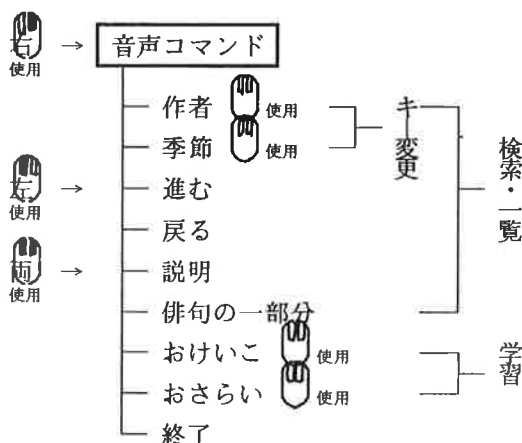 右 使用 → 音声コマンド
作者 使用
季節 使用
キー変更
左 使用 → 進む
戻る
両 使用 → 説明
俳句の一部分
検索・一覧
おけいこ 使用
おさらい 使用
学習
終了